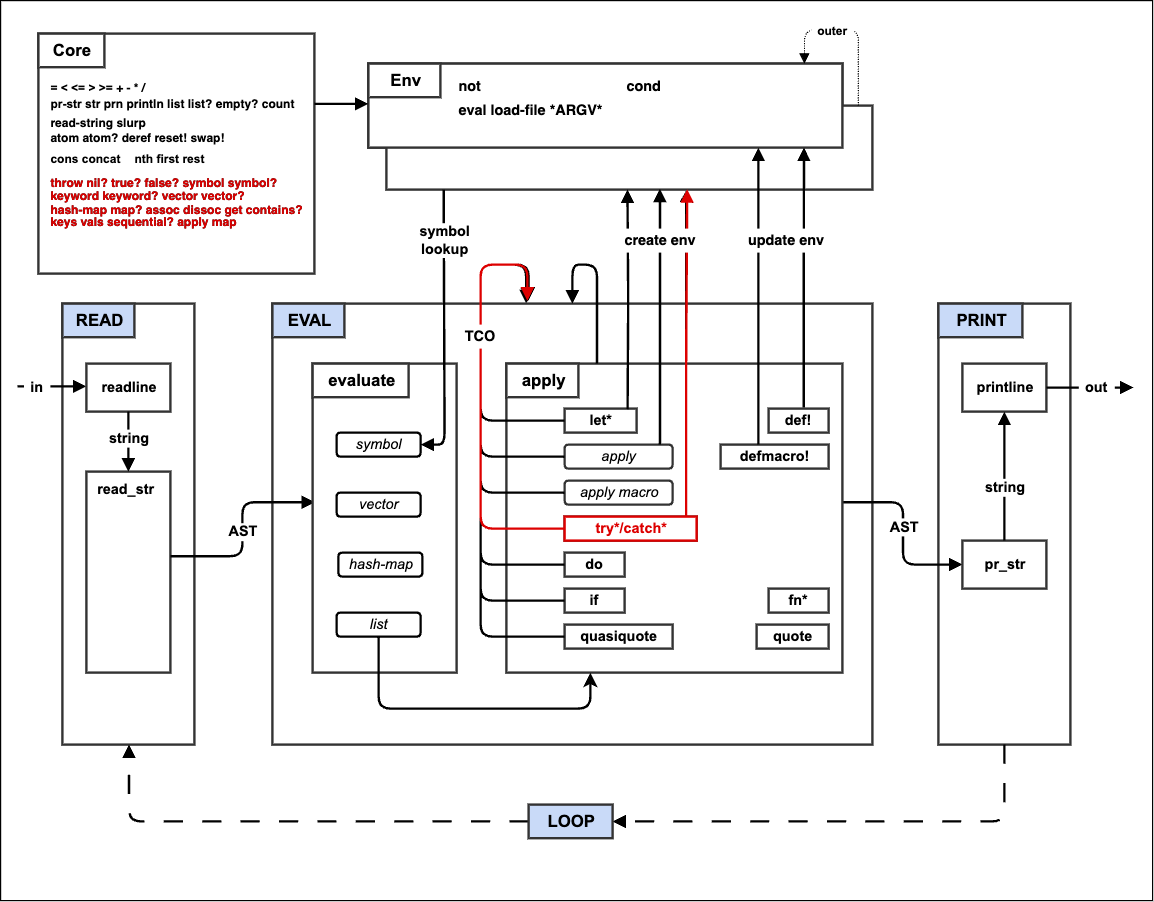 Core
= < <= > >= + - * /
pr-str str prn println list list? empty? count
read-string slurp
atom atom? deref reset! swap!
cons concat nth first rest
throw nil? true? false? symbol symbol?
keyword keyword? vector vector?
hash-map map? assoc dissoc get contains?
keys vals sequential? apply map
outer
Env
not cond
eval load-file *ARGV*
symbol
lookup
create env
update env
READ
in
readline
string
read_str
AST
EVAL
TCO
evaluate
symbol
vector
hash-map
list
apply
let*
def!
apply
defmacro!
apply macro
try*/catch*
do
if
fn*
quasiquote
quote
AST
PRINT
printline
out
string
pr_str
LOOP